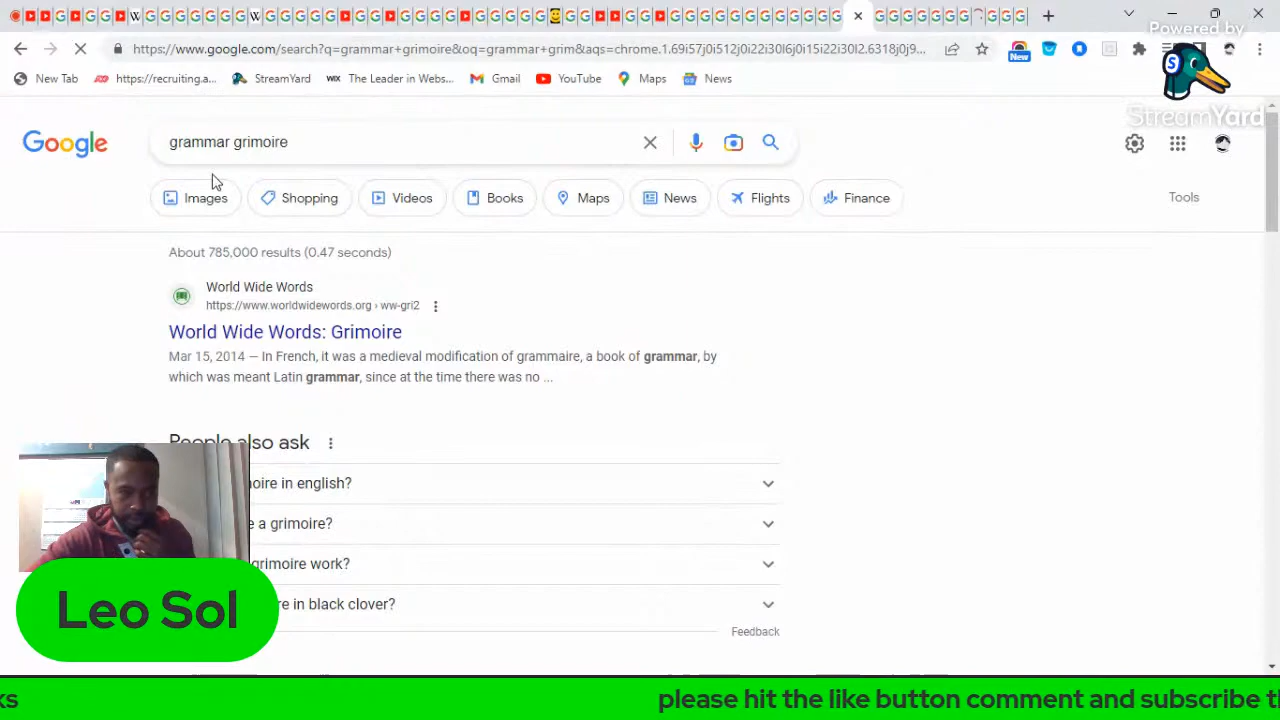 Powered by
StreamYard
https://www.google.com/search?q=grammar+grimoire&oq=grammar+grim&aqs=chrome.1.69i57j0i512j0i22i30l6j0i15i22i30l2.6318j0j9...
New
New Tab
https://recruiting.a...
StreamYard
WIX The Leader in Webs...
Gmail
YouTube
Maps
News
Google
grammar grimoire
Images
Shopping
Videos
Books
Maps
News
Flights
Finance
Tools
About 785,000 results (0.47 seconds)
World Wide Words
https://www.worldwidewords.org › ww-gri2
World Wide Words: Grimoire
Mar 15, 2014 — In French, it was a medieval modification of grammaire, a book of grammar, by
which was meant Latin grammar, since at the time there was no ...
People also ask
oire in english?
a grimoire?
grimoire work?
re in black clover?
Feedback
Leo Sol
ks
please hit the like button comment and subscribe th